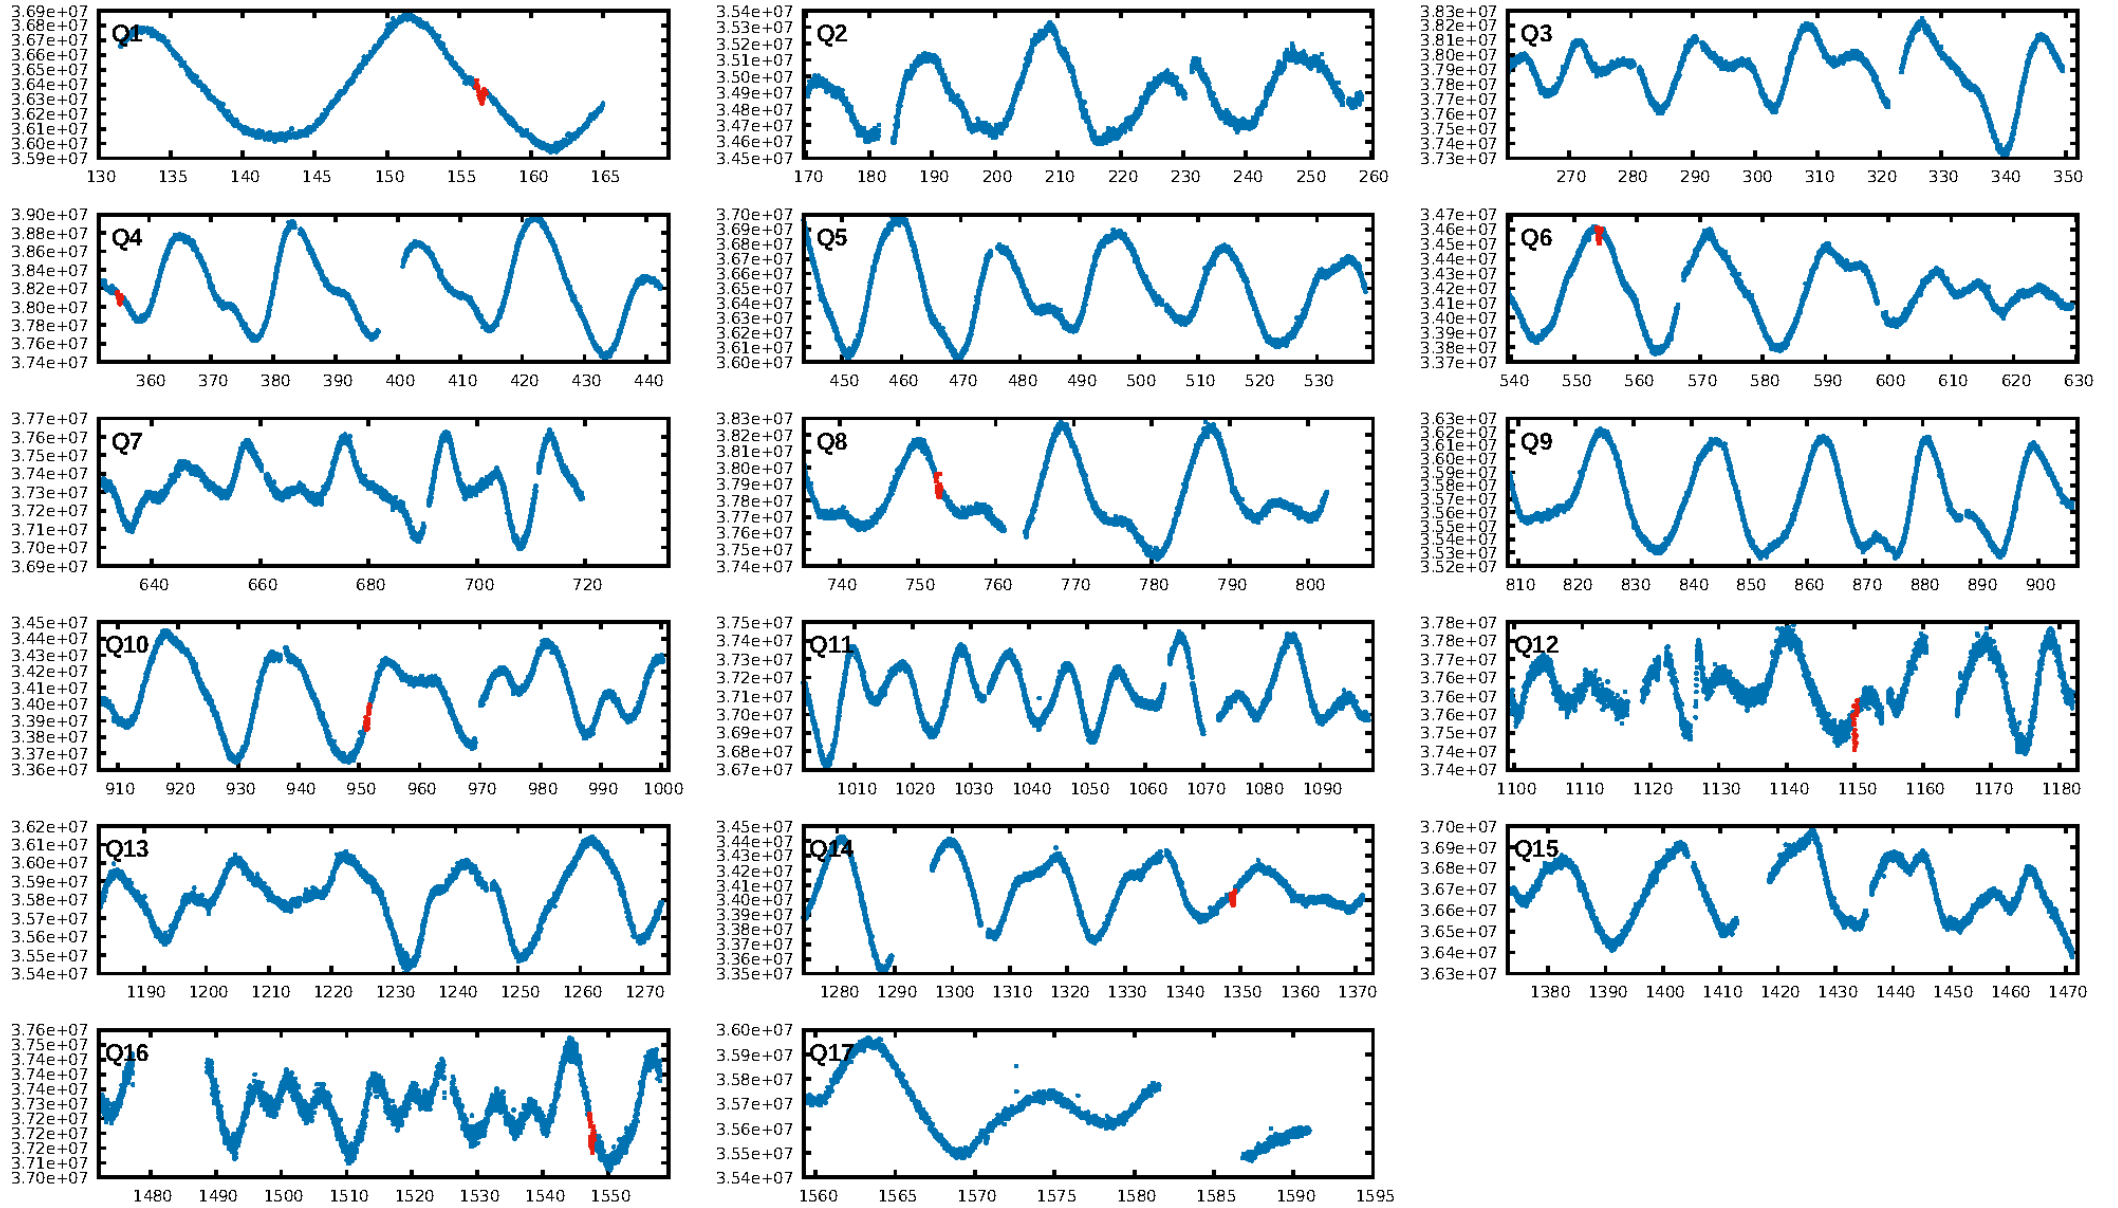 3.69e+07
3.68e+07
3.67e+07
3.66e+07
3.65e+07
3.64e+07
3.63e+07
3.62e+07
3.61e+07
3.60e+07
3.59e+07
Q1
130 135 140 145 150 155 160 165
3.54e+07
3.53e+07
3.52e+07
3.51e+07
3.50e+07
3.49e+07
3.48e+07
3.47e+07
3.46e+07
3.45e+07
Q2
170 180 190 200 210 220 230 240 250 260
3.83e+07
3.82e+07
3.81e+07
3.80e+07
3.79e+07
3.78e+07
3.77e+07
3.76e+07
3.75e+07
3.74e+07
3.73e+07
Q3
270 280 290 300 310 320 330 340 350
3.90e+07
3.88e+07
3.86e+07
3.84e+07
3.82e+07
3.80e+07
3.78e+07
3.76e+07
3.74e+07
Q4
360 370 380 390 400 410 420 430 440
3.70e+07
3.69e+07
3.68e+07
3.67e+07
3.66e+07
3.65e+07
3.64e+07
3.63e+07
3.62e+07
3.61e+07
3.60e+07
Q5
450 460 470 480 490 500 510 520 530
3.47e+07
3.46e+07
3.45e+07
3.44e+07
3.43e+07
3.42e+07
3.41e+07
3.40e+07
3.39e+07
3.38e+07
3.37e+07
Q6
540 550 560 570 580 590 600 610 620 630
3.77e+07
3.76e+07
3.75e+07
3.74e+07
3.73e+07
3.72e+07
3.71e+07
3.70e+07
3.69e+07
Q7
640 660 680 700 720
3.83e+07
3.82e+07
3.81e+07
3.80e+07
3.79e+07
3.78e+07
3.77e+07
3.76e+07
3.75e+07
3.74e+07
Q8
740 750 760 770 780 790 800
3.63e+07
3.62e+07
3.61e+07
3.60e+07
3.59e+07
3.58e+07
3.57e+07
3.56e+07
3.55e+07
3.54e+07
3.53e+07
3.52e+07
Q9
810 820 830 840 850 860 870 880 890 900
3.45e+07
3.44e+07
3.43e+07
3.42e+07
3.41e+07
3.40e+07
3.39e+07
3.38e+07
3.37e+07
3.36e+07
Q10
910 920 930 940 950 960 970 980 990 1000
3.75e+07
3.74e+07
3.73e+07
3.72e+07
3.71e+07
3.70e+07
3.69e+07
3.68e+07
3.67e+07
Q11
1010 1020 1030 1040 1050 1060 1070 1080 1090
3.78e+07
3.78e+07
3.77e+07
3.76e+07
3.76e+07
3.76e+07
3.75e+07
3.74e+07
3.74e+07
Q12
1100 1110 1120 1130 1140 1150 1160 1170 1180
3.62e+07
3.61e+07
3.60e+07
3.59e+07
3.58e+07
3.57e+07
3.56e+07
3.55e+07
3.54e+07
Q13
1190 1200 1210 1220 1230 1240 1250 1260 1270
3.45e+07
3.44e+07
3.43e+07
3.42e+07
3.41e+07
3.40e+07
3.39e+07
3.38e+07
3.37e+07
3.36e+07
3.35e+07
Q14
1280 1290 1300 1310 1320 1330 1340 1350 1360 1370
3.70e+07
3.69e+07
3.68e+07
3.67e+07
3.66e+07
3.65e+07
3.64e+07
3.63e+07
Q15
1380 1390 1400 1410 1420 1430 1440 1450 1460 1470
3.76e+07
3.75e+07
3.74e+07
3.74e+07
3.74e+07
3.73e+07
3.72e+07
3.72e+07
3.72e+07
3.71e+07
3.70e+07
Q16
1480 1490 1500 1510 1520 1530 1540 1550
3.60e+07
3.59e+07
3.58e+07
3.57e+07
3.56e+07
3.55e+07
3.54e+07
Q17
1560 1565 1570 1575 1580 1585 1590 1595